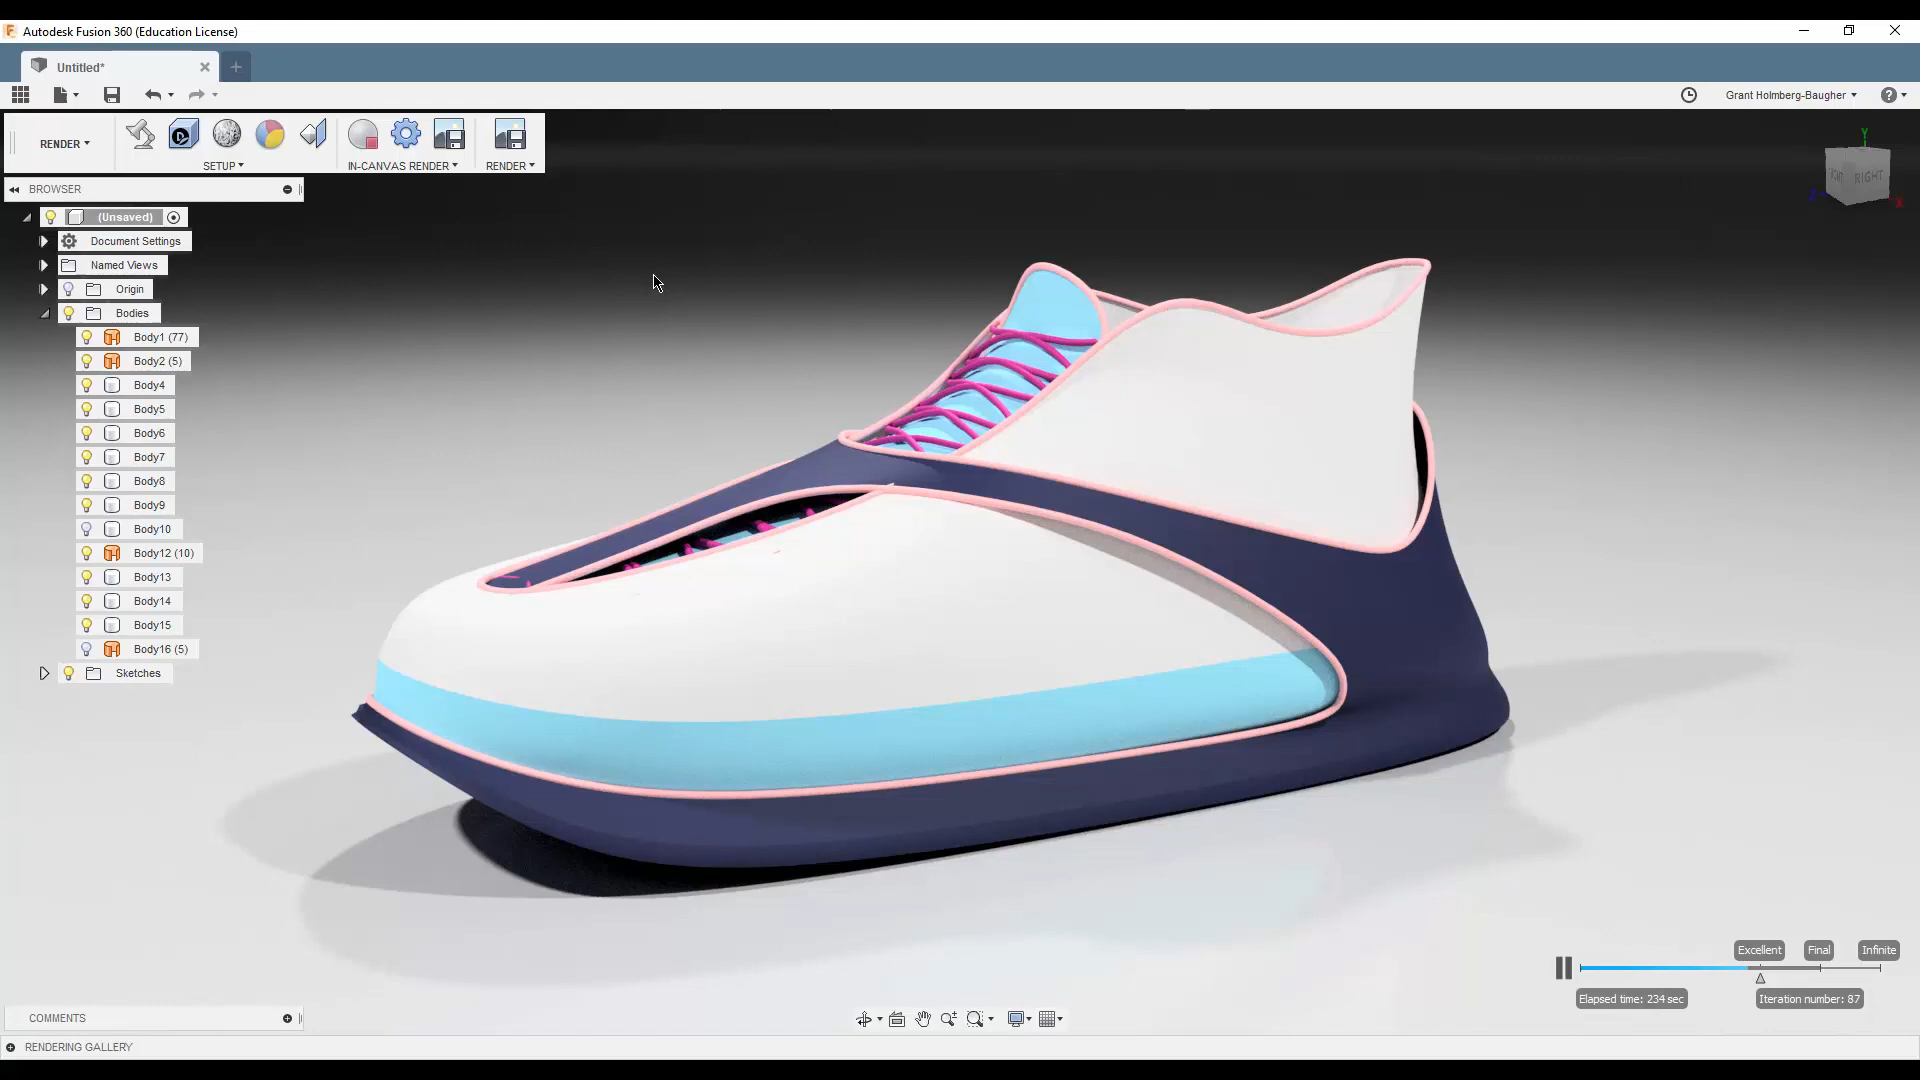 Autodesk Fusion 360 (Education License)
Untitled*
Grant Holmberg-Baugher
RENDER
SETUP
IN-CANVAS RENDER
RENDER
BROWSER
(Unsaved)
Document Settings
Named Views
Origin
Bodies
Body1 (77)
Body2 (5)
Body4
Body5
Body6
Body7
Body8
Body9
Body10
Body12 (10)
Body13
Body14
Body15
Body16 (5)
Sketches
Y
RIGHT
Z
X
Excellent
Final
Infinite
Elapsed time: 234 sec
Iteration number: 87
COMMENTS
RENDERING GALLERY